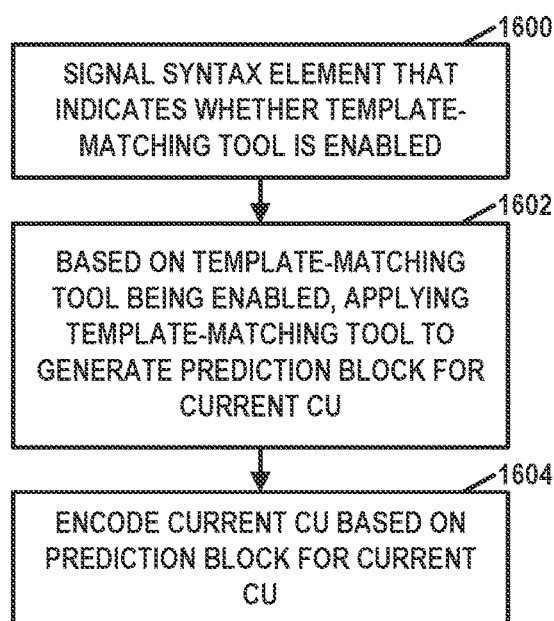 1600
SIGNAL SYNTAX ELEMENT THAT
INDICATES WHETHER TEMPLATE-
MATCHING TOOL IS ENABLED
1602
BASED ON TEMPLATE-MATCHING
TOOL BEING ENABLED, APPLYING
TEMPLATE-MATCHING TOOL TO
GENERATE PREDICTION BLOCK FOR
CURRENT CU
1604
ENCODE CURRENT CU BASED ON
PREDICTION BLOCK FOR CURRENT
CU